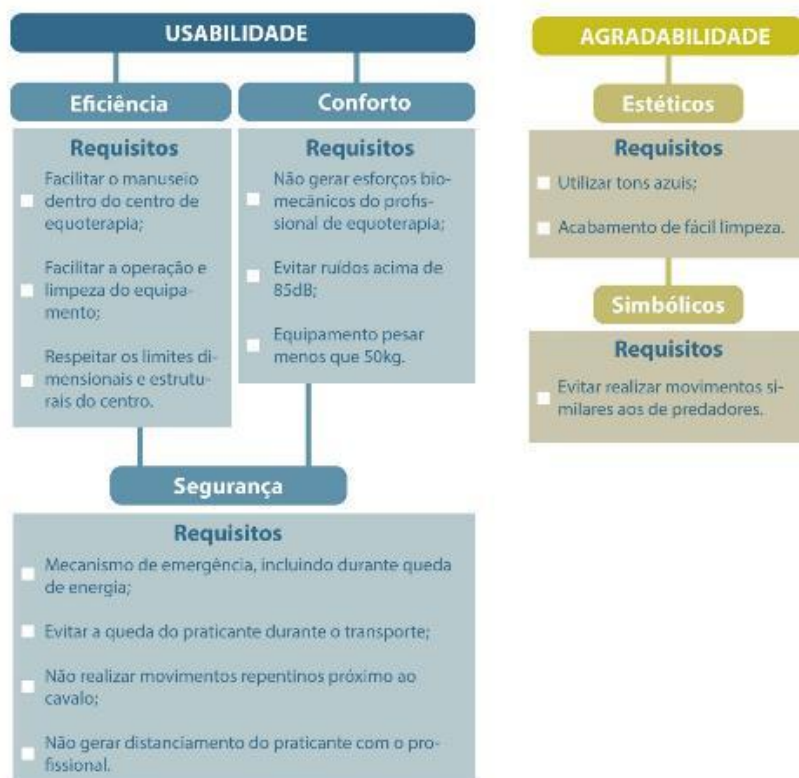 USABILIDADE
Eficiência
Requisitos
Facilitar o manuseio
dentro do centro de
equoterapia;
Facilitar a operação e
limpeza do equipa-
mento;
Respeitar os limites di-
mensionais e estrutu-
rais do centro.
Conforto
Requisitos
Não gerar esforços bio-
mecânicos do profis-
sional de equoterapia;
Evitar ruídos acima de
85dB;
Equipamento pesar
menos que 50kg.
Segurança
Requisitos
Mecanismo de emergência, incluindo durante queda
de energia;
Evitar a queda do praticante durante o transporte;
Não realizar movimentos repentinos próximo ao
cavalo;
Não gerar distanciamento do praticante com o pro-
fissional.
AGRADABILIDADE
Estéticos
Requisitos
Utilizar tons azuis;
Acabamento de fácil limpeza.
Simbólicos
Requisitos
Evitar realizar movimentos si-
milares aos de predadores.